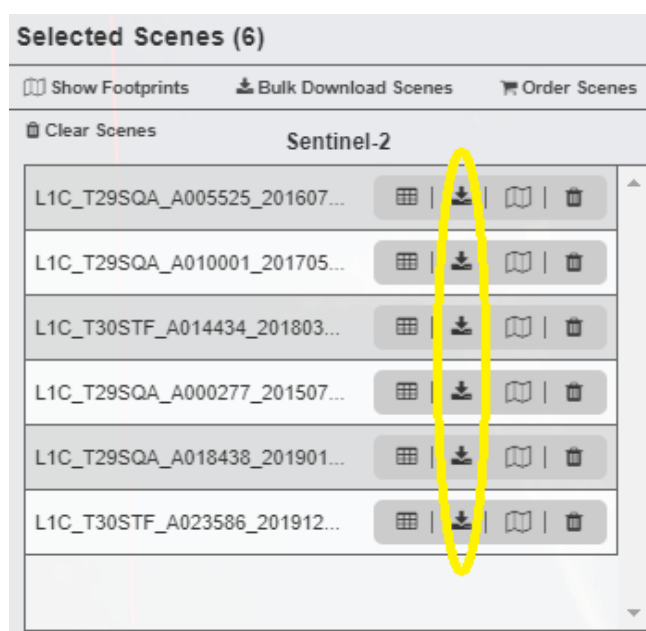 Selected Scenes (6)
Show Footprints Bulk Download Scenes Order Scenes
Clear Scenes
Sentinel-2
L1C_T29SQA_A005525_201607...
L1C_T29SQA_A010001_201705...
L1C_T30STF_A014434_201803...
L1C_T29SQA_A000277_201507...
L1C_T29SQA_A018438_201901...
L1C_T30STF_A023586_201912...